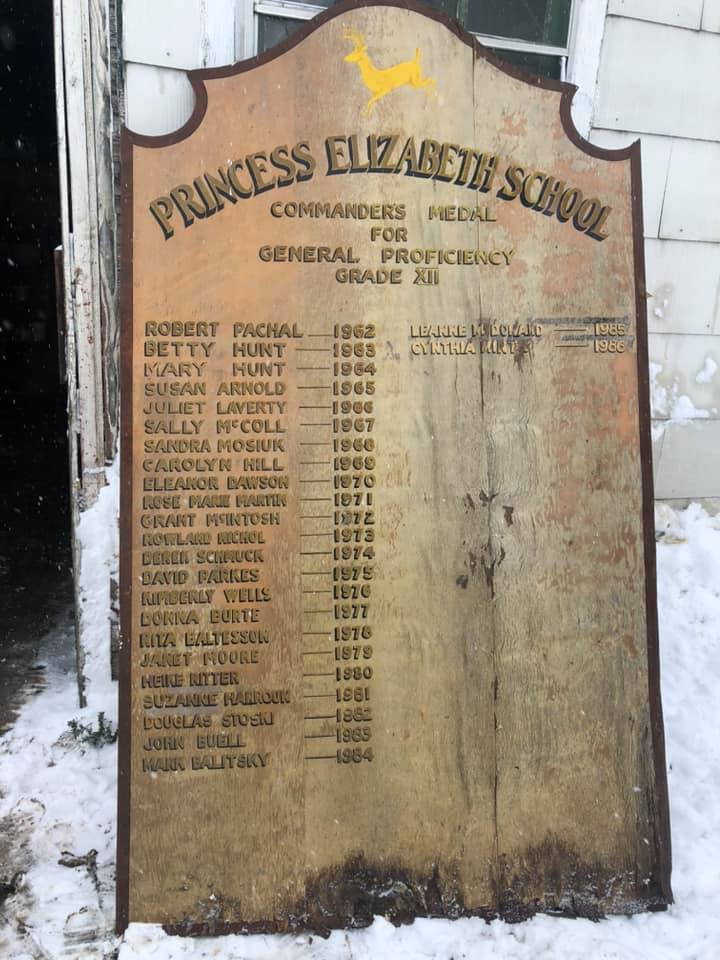 PRINCESS ELIZABETH SCHOOL
COMMANDER'S MEDAL
FOR
GENERAL PROFICIENCY
GRADE XII
ROBERT PACHAL 1962
BETTY HUNT 1963
MARY HUNT 1964
SUSAN ARNOLD 1965
JULIET LAVERTY 1966
SALLY McCOLL 1967
SANDRA MOSIUK 1968
CAROLYN HILL 1969
ELEANOR DAWSON 1970
ROSE MARIE MARTIN 1971
GRANT McINTOSH 1972
ROWLAND NICHOL 1973
DEREK SCHMUCK 1974
DAVID PARKES 1975
KIMBERLY WELLS 1976
DONNA BURTE 1977
RITA BALTESSON 1978
JANET MOORE 1979
HEIKE RITTER 1980
SUZANNE 1981
DOUGLAS STOSKI 1982
JOHN BUELL 1983
MARK BALITSKY 1984
LEANNE McDONALD 1985
CYNTHIA 1986